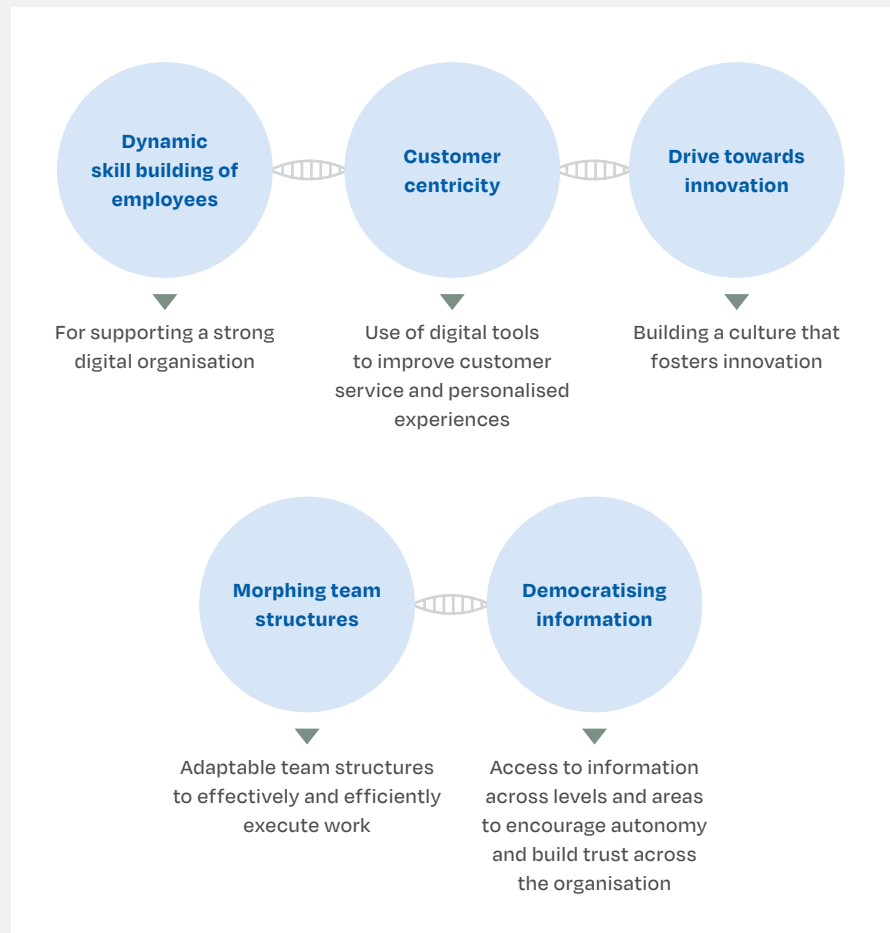 Dynamic
skill building of
employees
Customer
centricity
Drive towards
innovation
For supporting a strong
digital organisation
Use of digital tools
to improve customer
service and personalised
experiences
Building a culture that
fosters innovation
Morphing team
structures
Democratising
information
Adaptable team structures
to effectively and efficiently
execute work
Access to information
across levels and areas
to encourage autonomy
and build trust across
the organisation